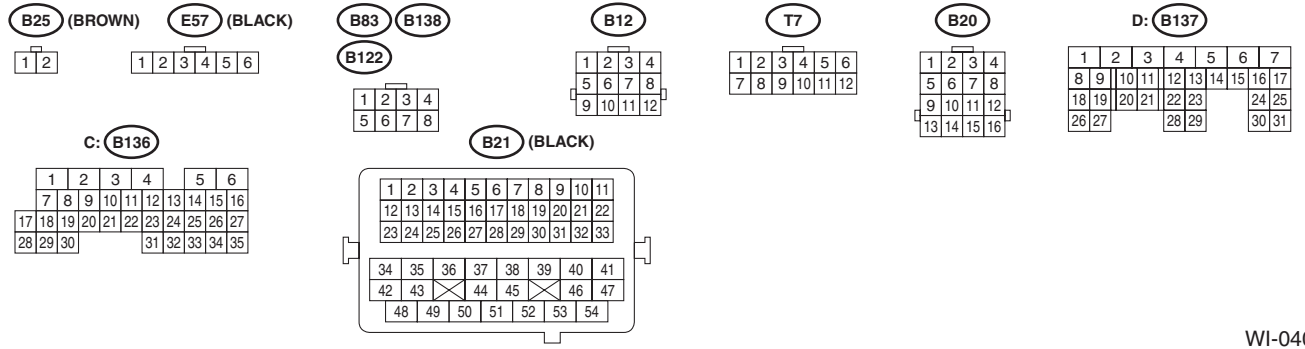 B25 (BROWN)
1 2
E57 (BLACK)
1 2 3 4 5 6
B83 B138
B122
1 2 3 4
5 6 7 8
B12
1 2 3 4
5 6 7 8
9 10 11 12
T7
1 2 3 4 5 6
7 8 9 10 11 12
B20
1 2 3 4
5 6 7 8
9 10 11 12
13 14 15 16
D: B137
1 2 3 4 5 6 7
8 9 10 11 12 13 14 15 16 17
18 19 20 21 22 23 24 25
26 27 28 29 30 31
C: B136
1 2 3 4 5 6
7 8 9 10 11 12 13 14 15 16
17 18 19 20 21 22 23 24 25 26 27
28 29 30 31 32 33 34 35
B21 (BLACK)
1 2 3 4 5 6 7 8 9 10 11
12 13 14 15 16 17 18 19 20 21 22
23 24 25 26 27 28 29 30 31 32 33
34 35 36 37 38 39 40 41
42 43 44 45 46 47
48 49 50 51 52 53 54